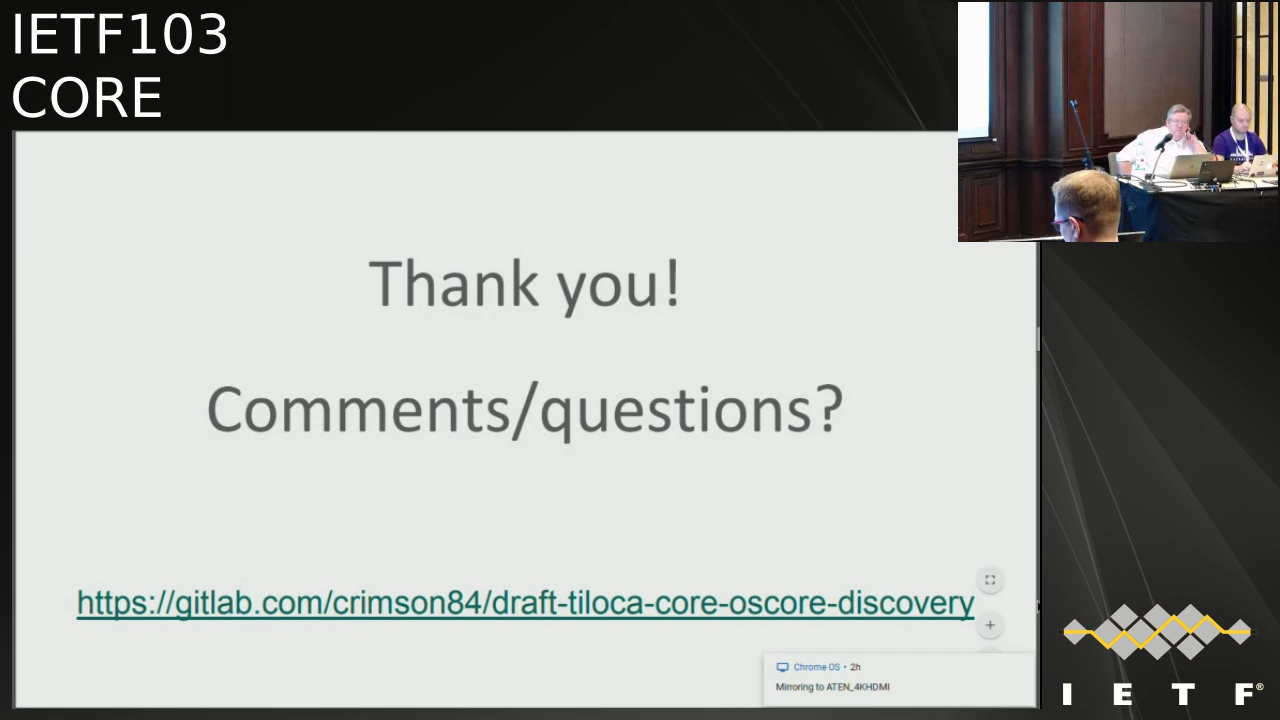 IETF103
CORE
Thank you!
Comments/questions?
https://gitlab.com/crimson84/draft-tiloca-core-oscore-discovery
Chrome OS • 2h
Mirroring to ATEN_4KHDMI
I E T F®